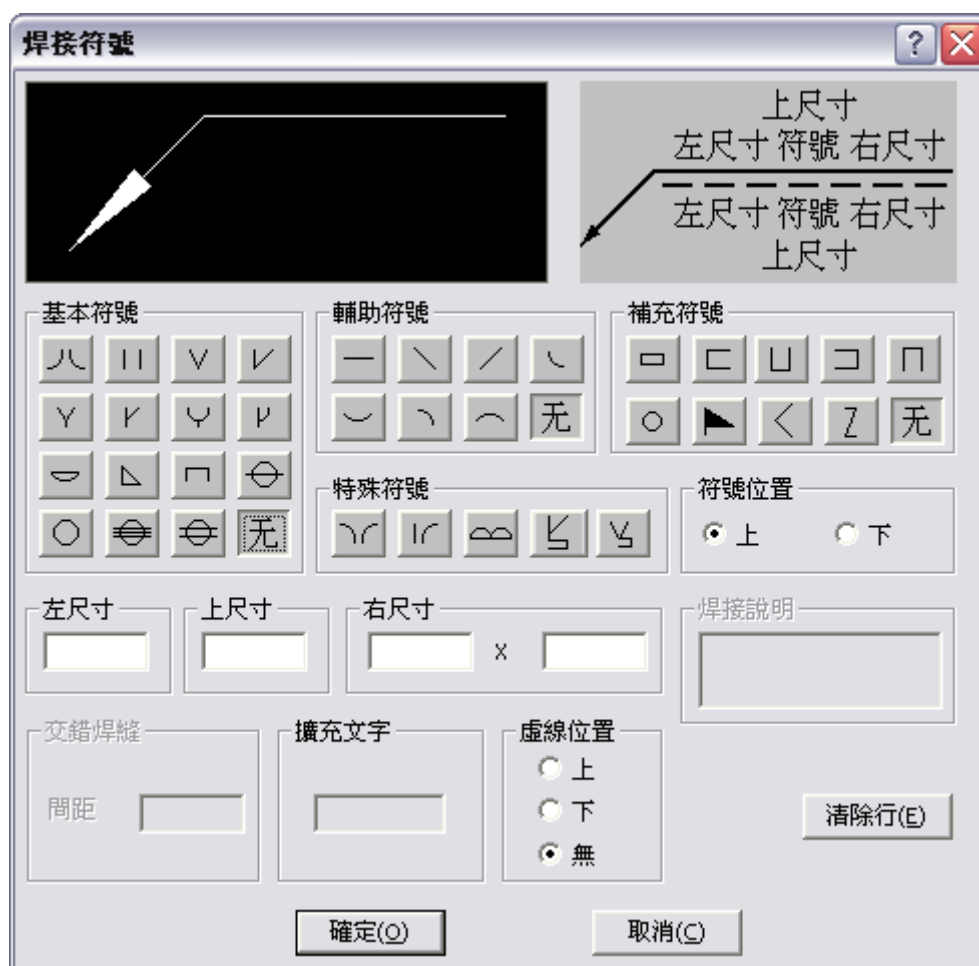 焊接符號
上尺寸
左尺寸 符號 右尺寸
左尺寸 符號 右尺寸
上尺寸
基本符號
輔助符號
補充符號
无
无
无
特殊符號
符號位置
上 下
左尺寸
上尺寸
右尺寸
x
焊接說明
交錯焊縫
間距
擴充文字
虛線位置
上
下
無
清除行(E)
確定(O)
取消(C)